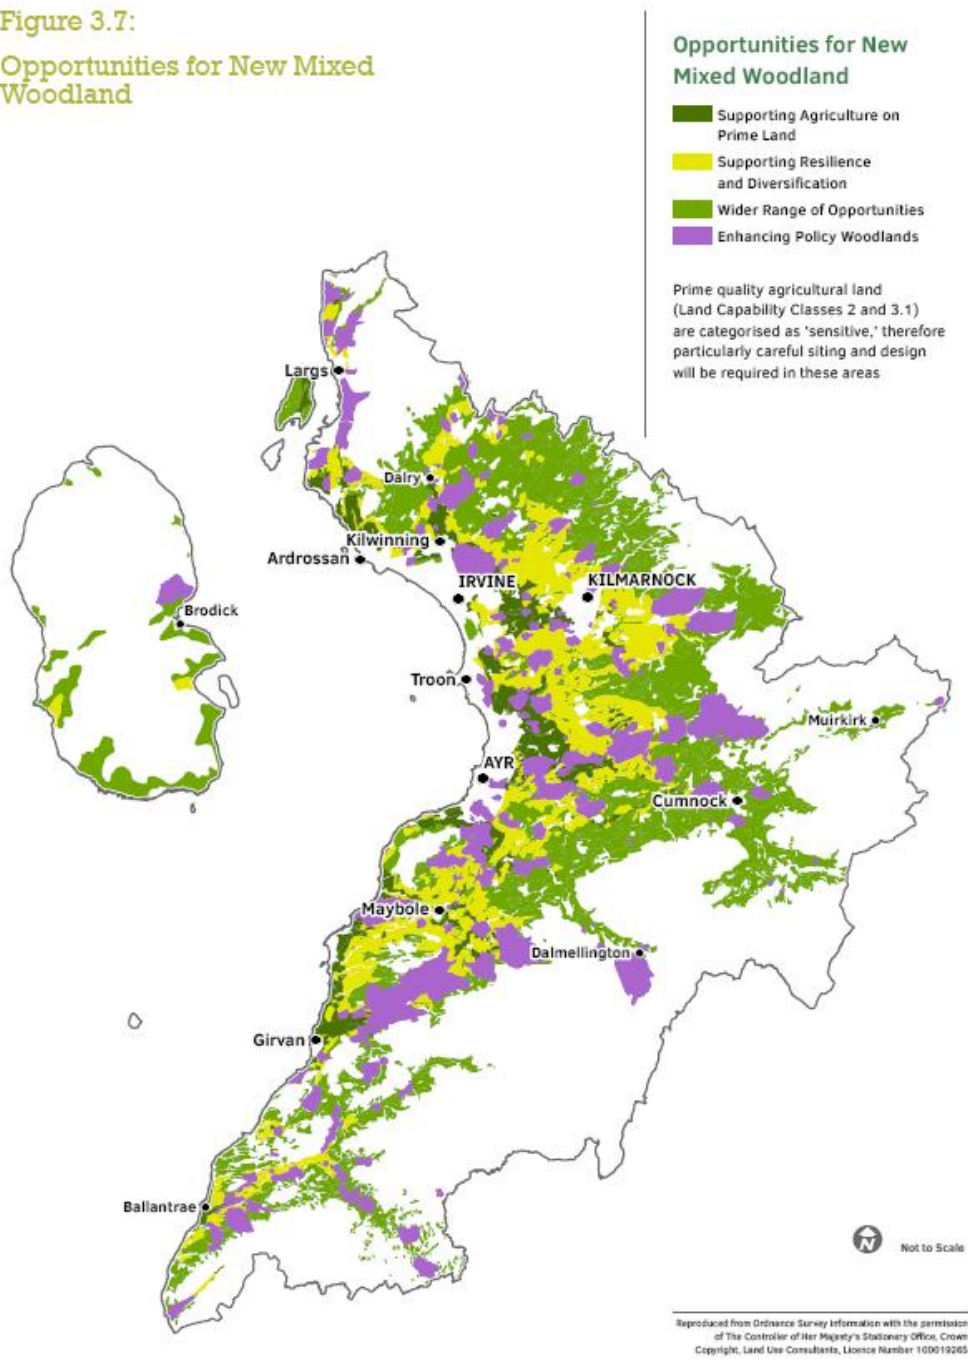 Figure 3.7:
Opportunities for New Mixed
Woodland
Opportunities for New
Mixed Woodland
Supporting Agriculture on
Prime Land
Supporting Resilience
and Diversification
Wider Range of Opportunities
Enhancing Policy Woodlands
Prime quality agricultural land
(Land Capability Classes 2 and 3.1)
are categorised as 'sensitive,' therefore
particularly careful siting and design
will be required in these areas
Largs
Dalry
Kilwinning
Ardrossan
IRVINE
KILMARNOCK
Brodick
Troon
Muirkirk
AYR
Cumnock
Maybole
Dalmellington
Girvan
Ballantrae
N
Not to Scale
Reproduced from Ordnance Survey information with the permission
of The Controller of Her Majesty's Stationery Office, Crown
Copyright, Land Use Consultants, Licence Number 100019265